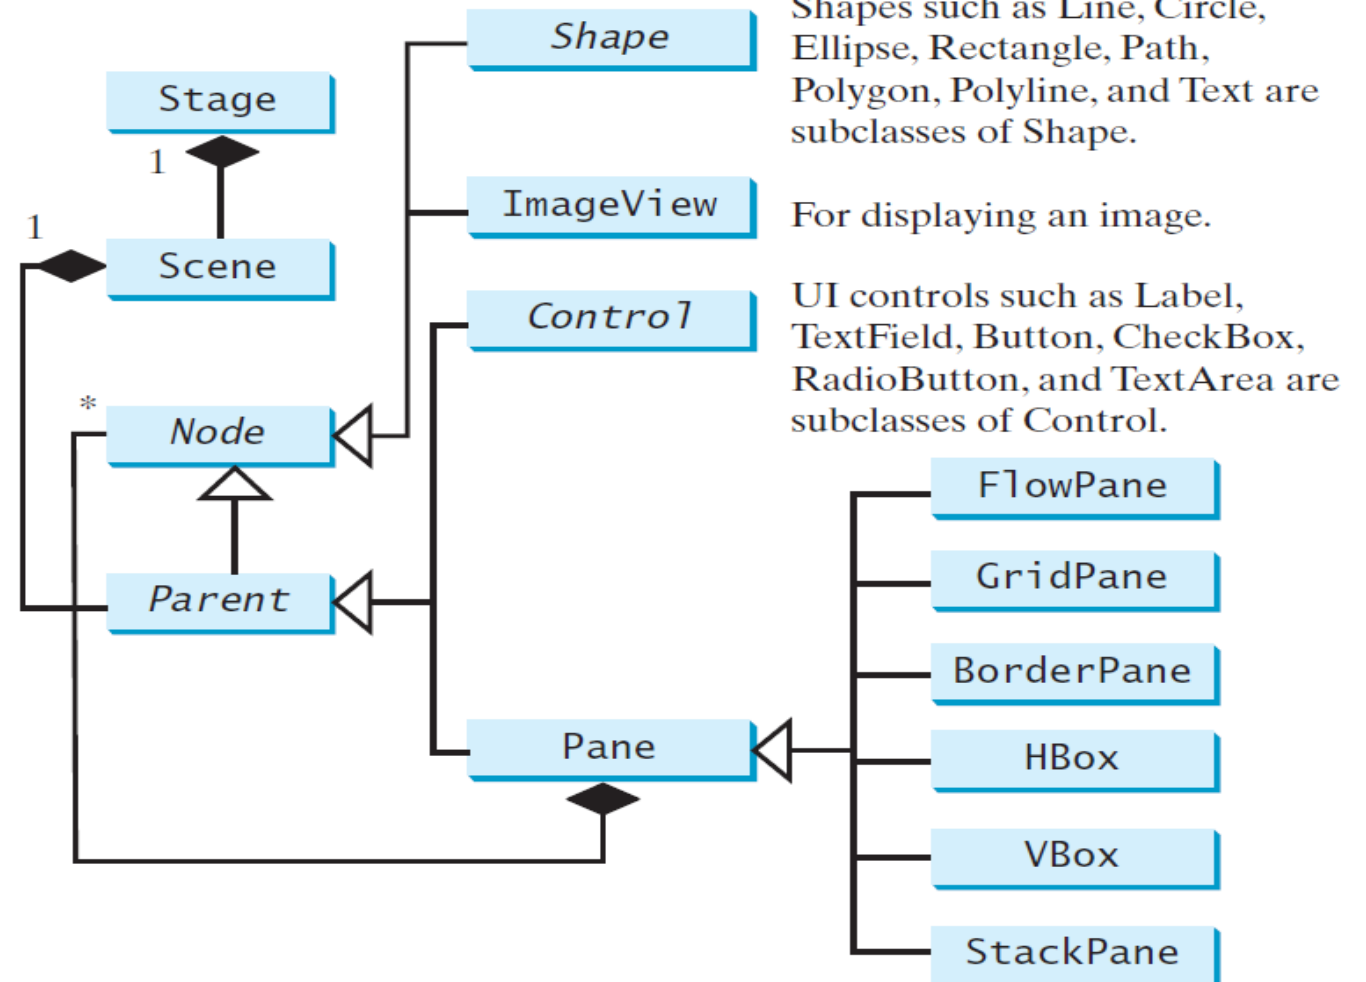 Shape
Shapes such as Line, Circle,
Ellipse, Rectangle, Path,
Polygon, Polyline, and Text are
subclasses of Shape.
Stage
1
ImageView
For displaying an image.
1
Scene
Control
UI controls such as Label,
TextField, Button, CheckBox,
RadioButton, and TextArea are
subclasses of Control.
*
Node
FlowPane
GridPane
Parent
BorderPane
Pane
HBox
VBox
StackPane